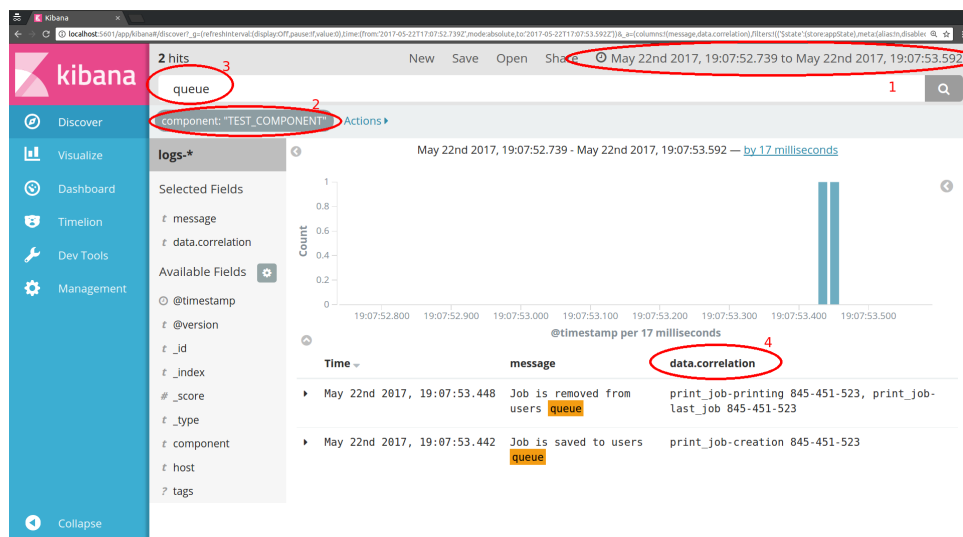 Kibana ×
localhost:5601/app/kibana#/discover?_g=(refreshInterval:(display:Off,pause:!f,value:0),time:(from:'2017-05-22T17:07:52.739Z',mode:absolute,to:'2017-05-22T17:07:53.592Z'))&_a=(columns:!(message,data.correlation),filters:!(('$state':(store:appState),meta:(alias:!n,disabled
kibana
2 hits
New Save Open Share May 22nd 2017, 19:07:52.739 to May 22nd 2017, 19:07:53.592
3
queue
1
2
component: "TEST_COMPONENT" Actions
Discover
Visualize
Dashboard
Timelion
Dev Tools
Management
Collapse
logs-*
Selected Fields
t message
t data.correlation
Available Fields
@timestamp
t @version
t _id
t _index
# _score
t _type
t component
t host
? tags
May 22nd 2017, 19:07:52.739 - May 22nd 2017, 19:07:53.592 — by 17 milliseconds
Count
1
0.8
0.6
0.4
0.2
0
19:07:52.800 19:07:52.900 19:07:53.000 19:07:53.100 19:07:53.200 19:07:53.300 19:07:53.400 19:07:53.500
@timestamp per 17 milliseconds
4
Time message data.correlation
May 22nd 2017, 19:07:53.448 Job is removed from print_job-printing 845-451-523, print_job-
users queue last_job 845-451-523
May 22nd 2017, 19:07:53.442 Job is saved to users print_job-creation 845-451-523
queue